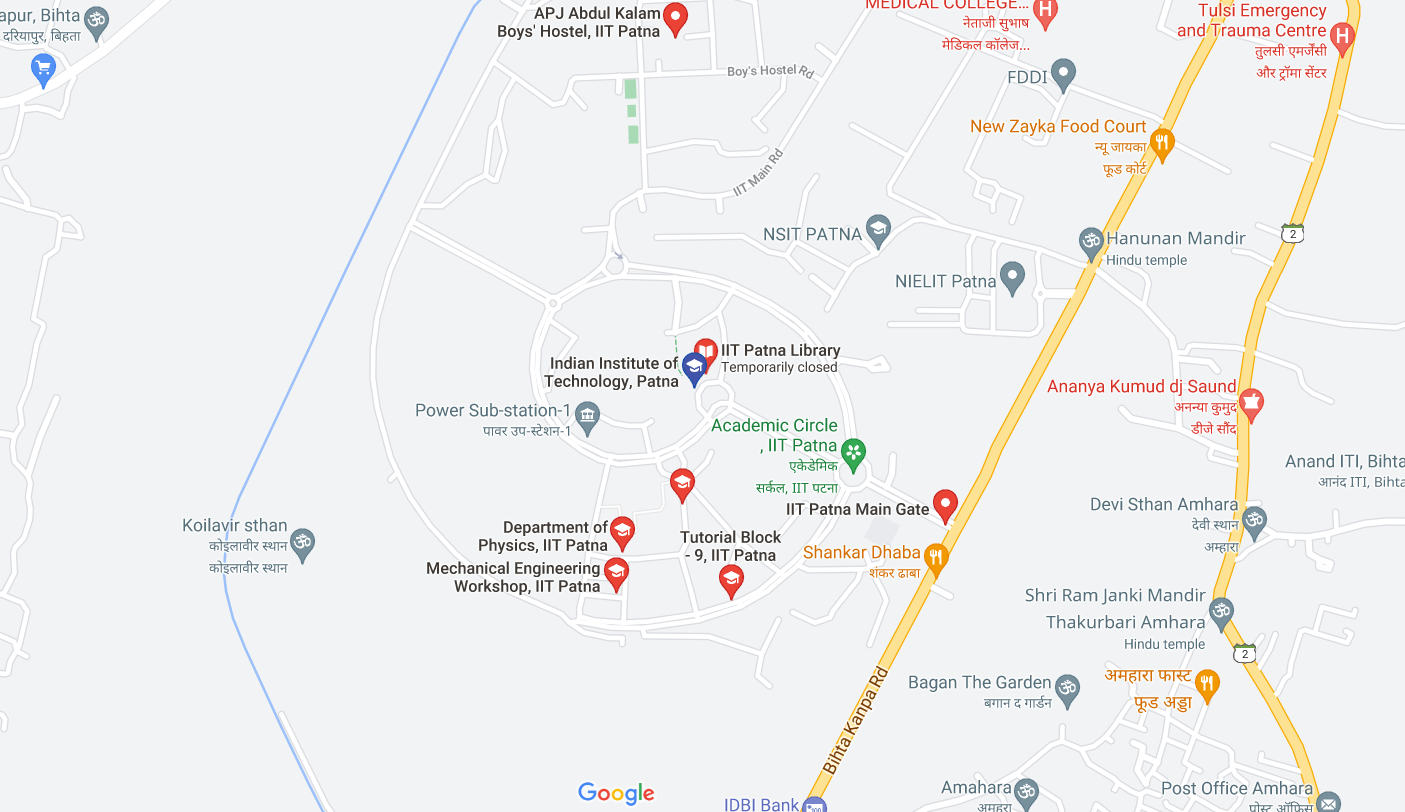 apur, Bihta
दरियापुर, बिहता
APJ Abdul Kalam
Boys' Hostel, IIT Patna
MEDICAL COLLEGE...
नेताजी सुभाष
मेडिकल कॉलेज...
Tulsi Emergency
and Trauma Centre
तुलसी एमर्जेंसी
और ट्रॉमा सेंटर
Boy's Hostel Rd
FDDI
New Zayka Food Court
न्यू जायका
फूड कोर्ट
IIT Main Rd
NSIT PATNA
Hanunan Mandir
Hindu temple
2
NIELIT Patna
IIT Patna Library
Temporarily closed
Indian Institute of
Technology, Patna
Ananya Kumud dj Saund
अनन्या कुमुद
डीजे सौंद
Power Sub-station-1
पावर उप-स्टेशन-1
Academic Circle
, IIT Patna
एकेडेमिक
सर्कल, IIT पटना
Anand ITI, Bihta
आनंद ITI, Bihta
IIT Patna Main Gate
Devi Sthan Amhara
देवी स्थान
अम्हारा
Koilavir sthan
कोइलावीर स्थान
कोइलावीर स्थान
Department of
Physics, IIT Patna
Tutorial Block
- 9, IIT Patna
Shankar Dhaba
शंकर ढाबा
Mechanical Engineering
Workshop, IIT Patna
Shri Ram Janki Mandir
Thakurbari Amhara
Hindu temple
2
Bagan The Garden
बगान द गार्डन
अमहारा फास्ट
फूड अड्डा
Bihta Kanpa Rd
Google
IDBI Bank
Amahara
अमहरा
Post Office Amhara
पोस्ट ऑफिस